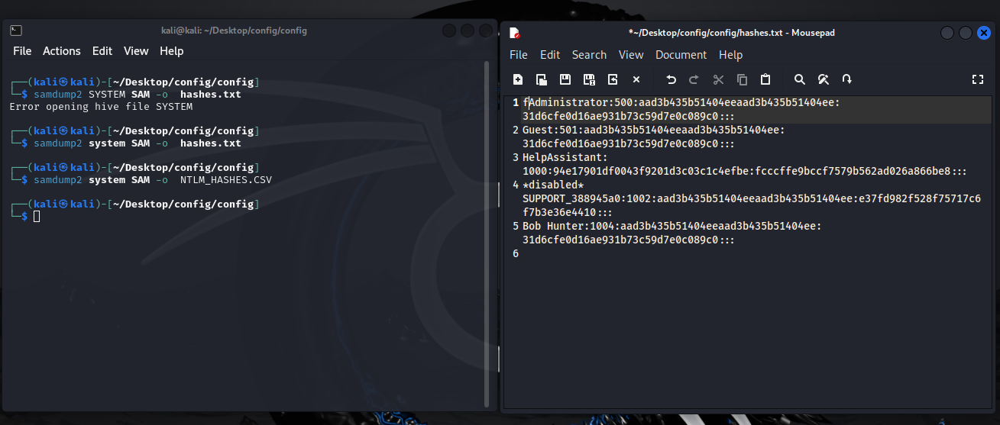 kali@kali: ~/Desktop/config/config
File Actions Edit View Help
┌──(kali㉿kali)-[~/Desktop/config/config]
└─$ samdump2 SYSTEM SAM -o  hashes.txt
Error opening hive file SYSTEM
┌──(kali㉿kali)-[~/Desktop/config/config]
└─$ samdump2 system SAM -o  hashes.txt
┌──(kali㉿kali)-[~/Desktop/config/config]
└─$ samdump2 system SAM -o  NTLM_HASHES.CSV
┌──(kali㉿kali)-[~/Desktop/config/config]
└─$
*~/Desktop/config/config/hashes.txt - Mousepad
File Edit Search View Document Help
1 fAdministrator:500:aad3b435b51404eeaad3b435b51404ee:
31d6cfe0d16ae931b73c59d7e0c089c0:::
2 Guest:501:aad3b435b51404eeaad3b435b51404ee:
31d6cfe0d16ae931b73c59d7e0c089c0:::
3 HelpAssistant:
1000:94e17901df0043f9201d3c03c1c4efbe:fcccffe9bccf7579b562ad026a866be8:::
4 *disabled*
SUPPORT_388945a0:1002:aad3b435b51404eeaad3b435b51404ee:e37fd982f528f75717c6
f7b3e36e4410:::
5 Bob Hunter:1004:aad3b435b51404eeaad3b435b51404ee:
31d6cfe0d16ae931b73c59d7e0c089c0:::
6